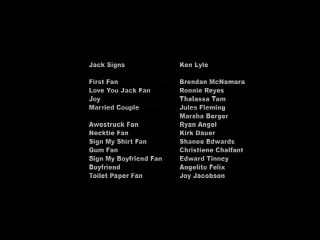 Jack Signs Ken Lyle
First Fan Brendan McNamara
Love You Jack Fan Ronnie Reyes
Joy Thalassa Tam
Married Couple Jules Fleming
Marsha Berger
Awestruck Fan Ryan Angol
Necktie Fan Kirk Dauer
Sign My Shirt Fan Shanee Edwards
Gum Fan Christiene Chalfant
Sign My Boyfriend Fan Edward Tinney
Boyfriend Angelito Felix
Toilet Paper Fan Joy Jacobson